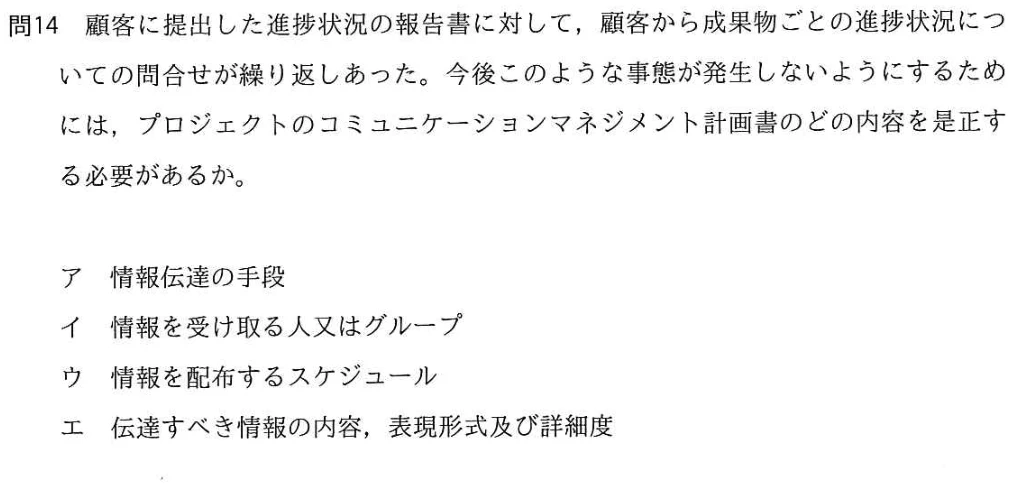 問14 顧客に提出した進捗状況の報告書に対して，顧客から成果物ごとの進捗状況につ
いての問合せが繰り返しあった。今後このような事態が発生しないようにするため
には，プロジェクトのコミュニケーションマネジメント計画書のどの内容を是正す
る必要があるか。
ア 情報伝達の手段
イ 情報を受け取る人又はグループ
ウ 情報を配布するスケジュール
エ 伝達すべき情報の内容，表現形式及び詳細度